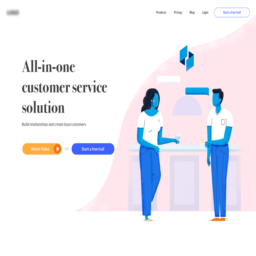 Products
Pricing
Blog
Login
Start a free trial
All-in-one
customer service
solution
Build relationships and create loyal customers
Watch Video
Start a free trial